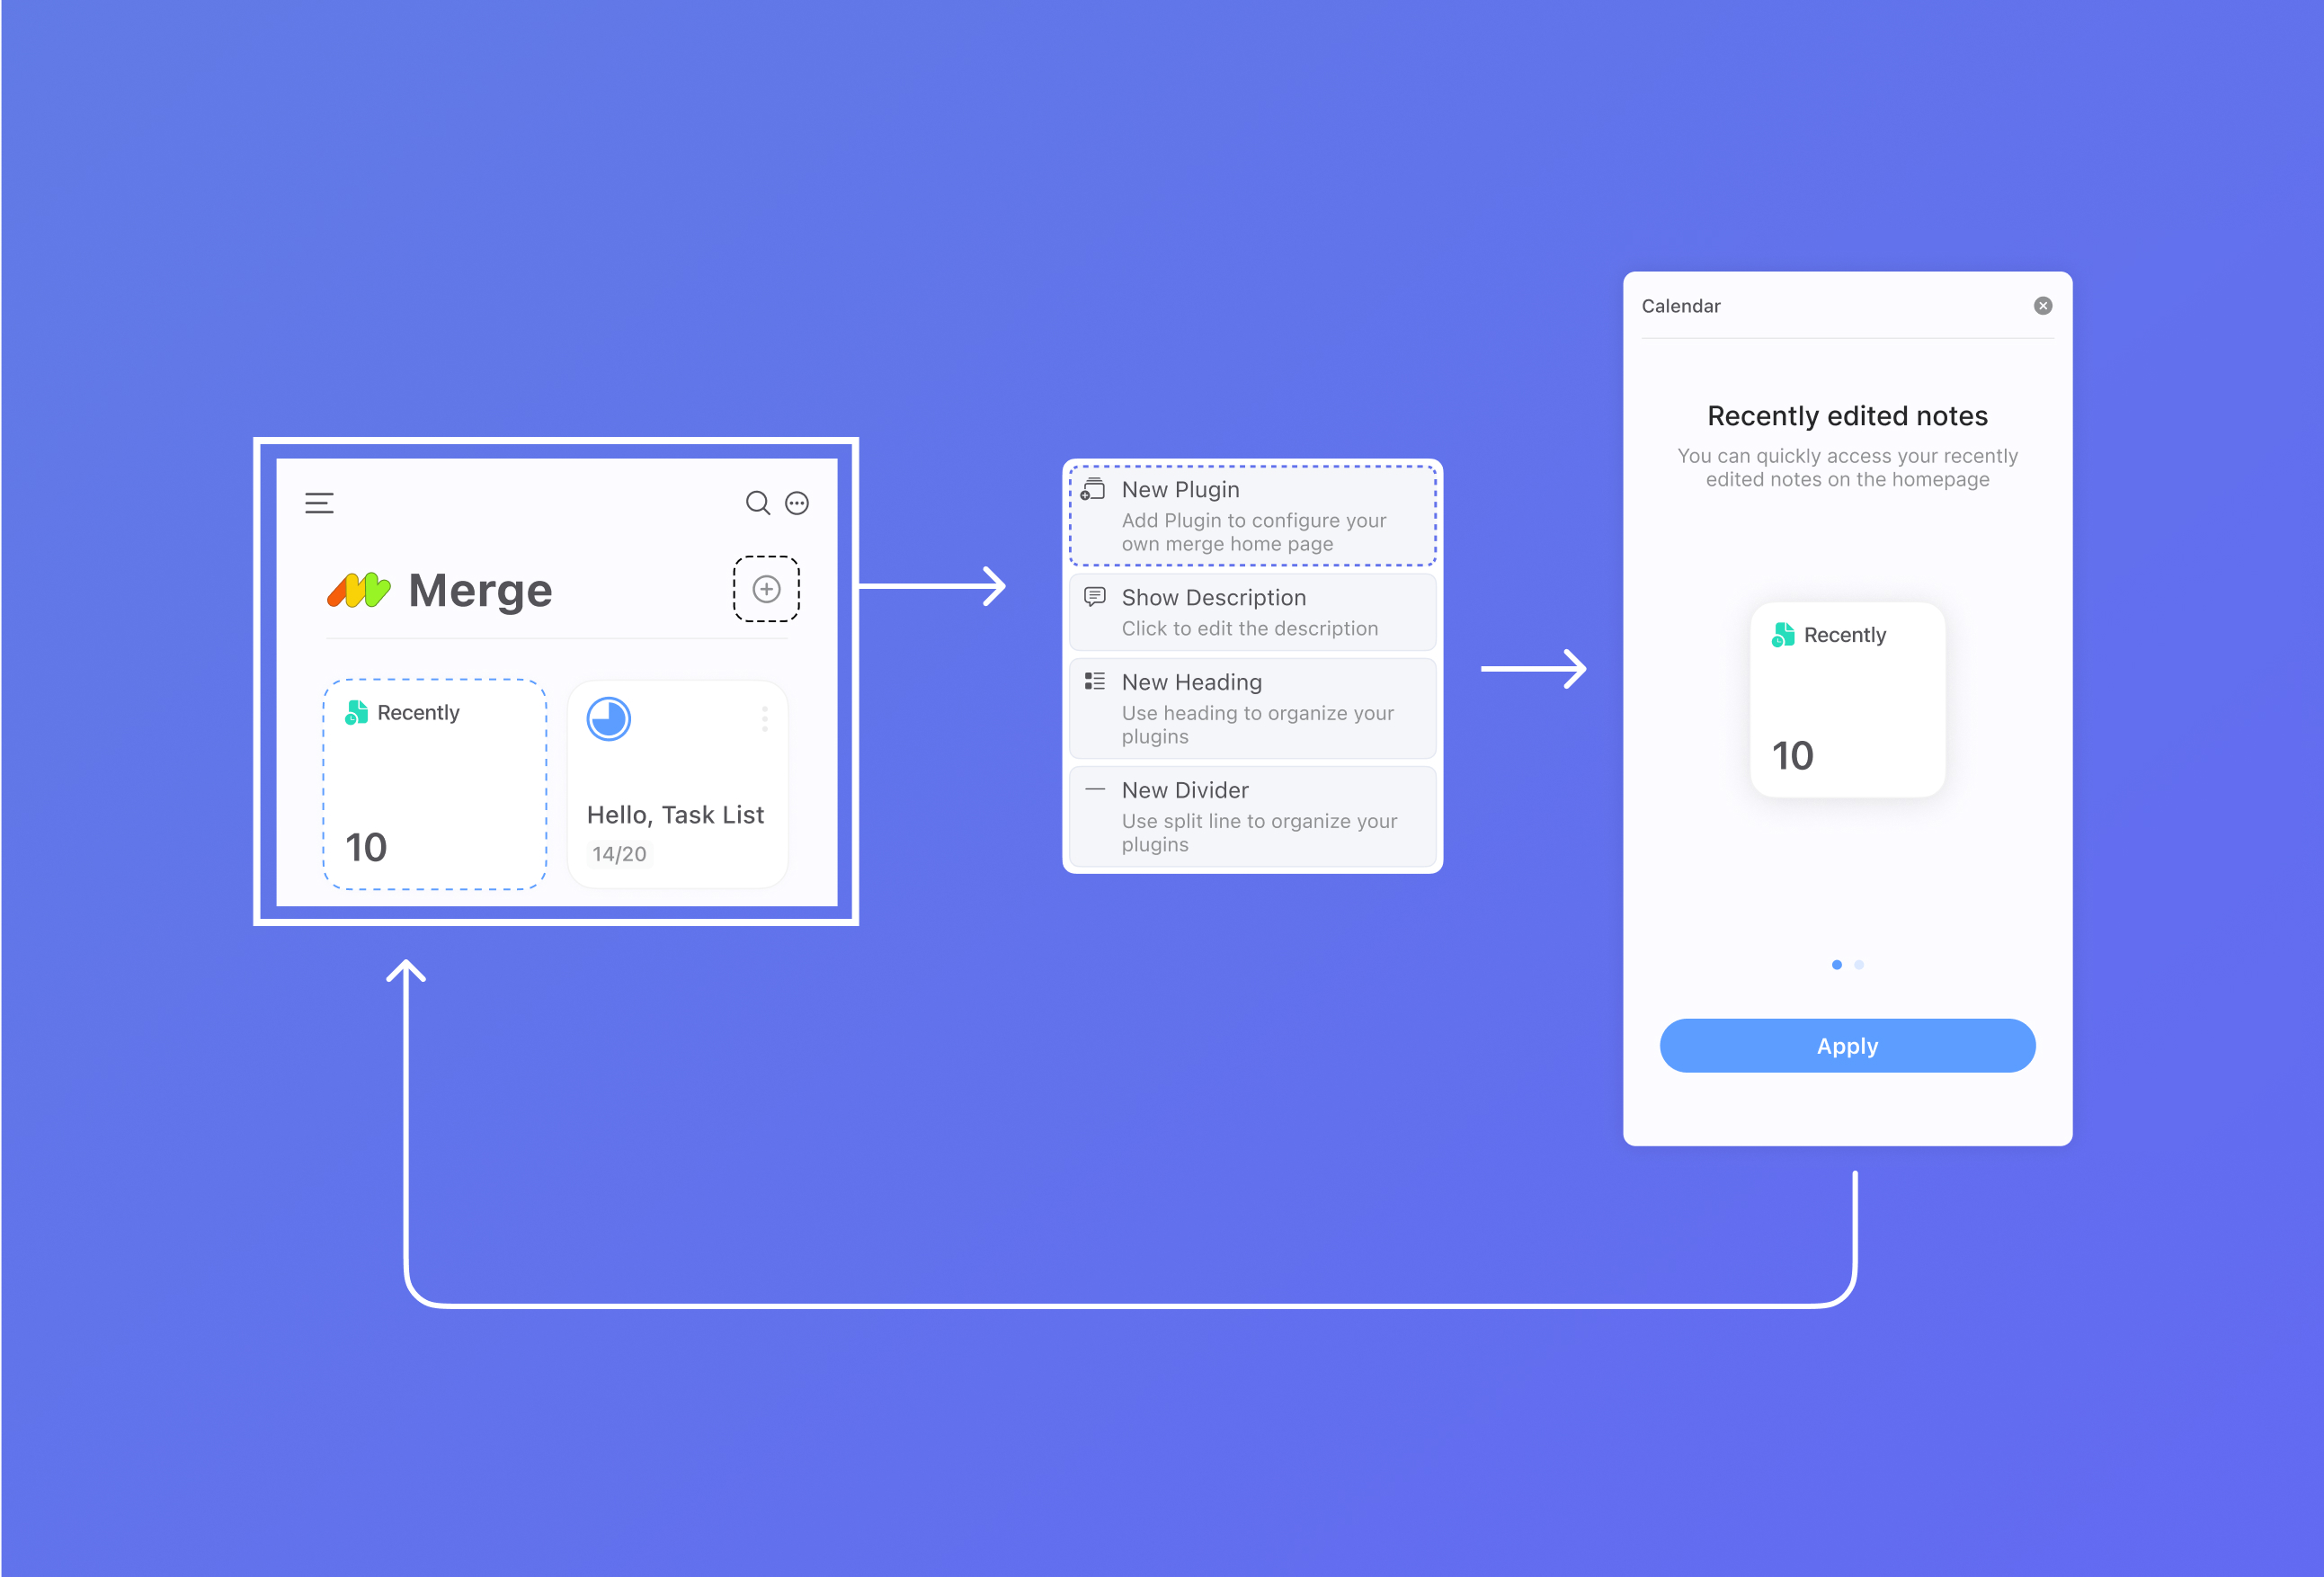 Merge
Recently
10
Hello, Task List
14/20
New Plugin
Add Plugin to configure your
own merge home page
Show Description
Click to edit the description
New Heading
Use heading to organize your
plugins
New Divider
Use split line to organize your
plugins
Calendar
Recently edited notes
You can quickly access your recently
edited notes on the homepage
Recently
10
Apply